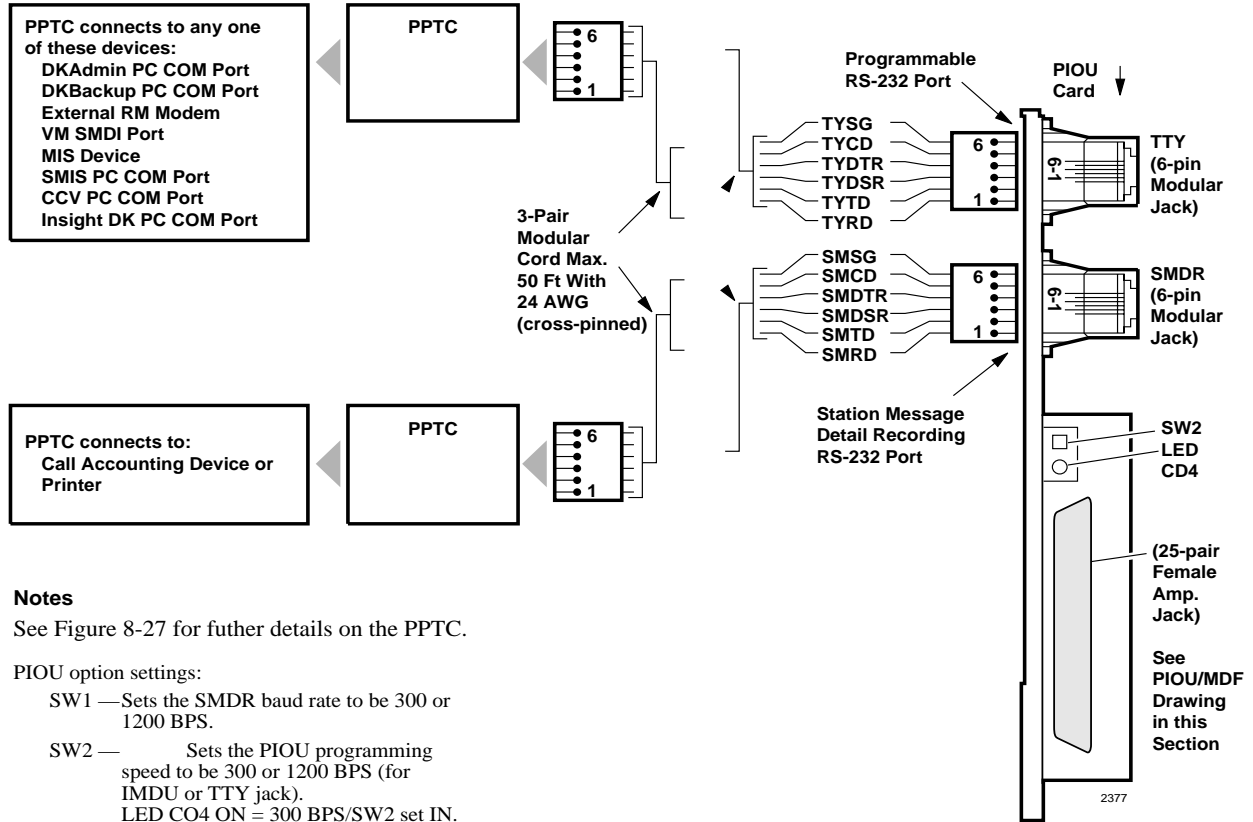 PPTC connects to any one
of these devices:
DKAdmin PC COM Port
DKBackup PC COM Port
External RM Modem
VM SMDI Port
MIS Device
SMIS PC COM Port
CCV PC COM Port
Insight DK PC COM Port
PPTC
6
1
3-Pair
Modular
Cord Max.
50 Ft With
24 AWG
(cross-pinned)
Programmable
RS-232 Port
PIOU
Card
TYSG
TYCD
TYDTR
TYDSR
TYTD
TYRD
6
1
6-1
TTY
(6-pin
Modular
Jack)
SMSG
SMCD
SMDTR
SMDSR
SMTD
SMRD
6
1
6-1
SMDR
(6-pin
Modular
Jack)
Station Message
Detail Recording
RS-232 Port
PPTC connects to:
Call Accounting Device or
Printer
PPTC
6
1
SW2
LED
CD4
(25-pair
Female
Amp.
Jack)
See
PIOU/MDF
Drawing
in this
Section
2377
Notes
See Figure 8-27 for futher details on the PPTC.
PIOU option settings:
SW1 — Sets the SMDR baud rate to be 300 or
1200 BPS.
SW2 — Sets the PIOU programming
speed to be 300 or 1200 BPS (for
IMDU or TTY jack).
LED CO4 ON = 300 BPS/SW2 set IN.